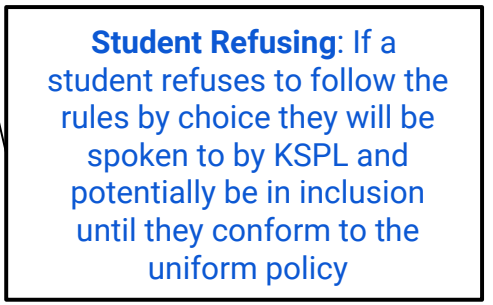 Student Refusing: If a
student refuses to follow the
rules by choice they will be
spoken to by KSPL and
potentially be in inclusion
until they conform to the
uniform policy